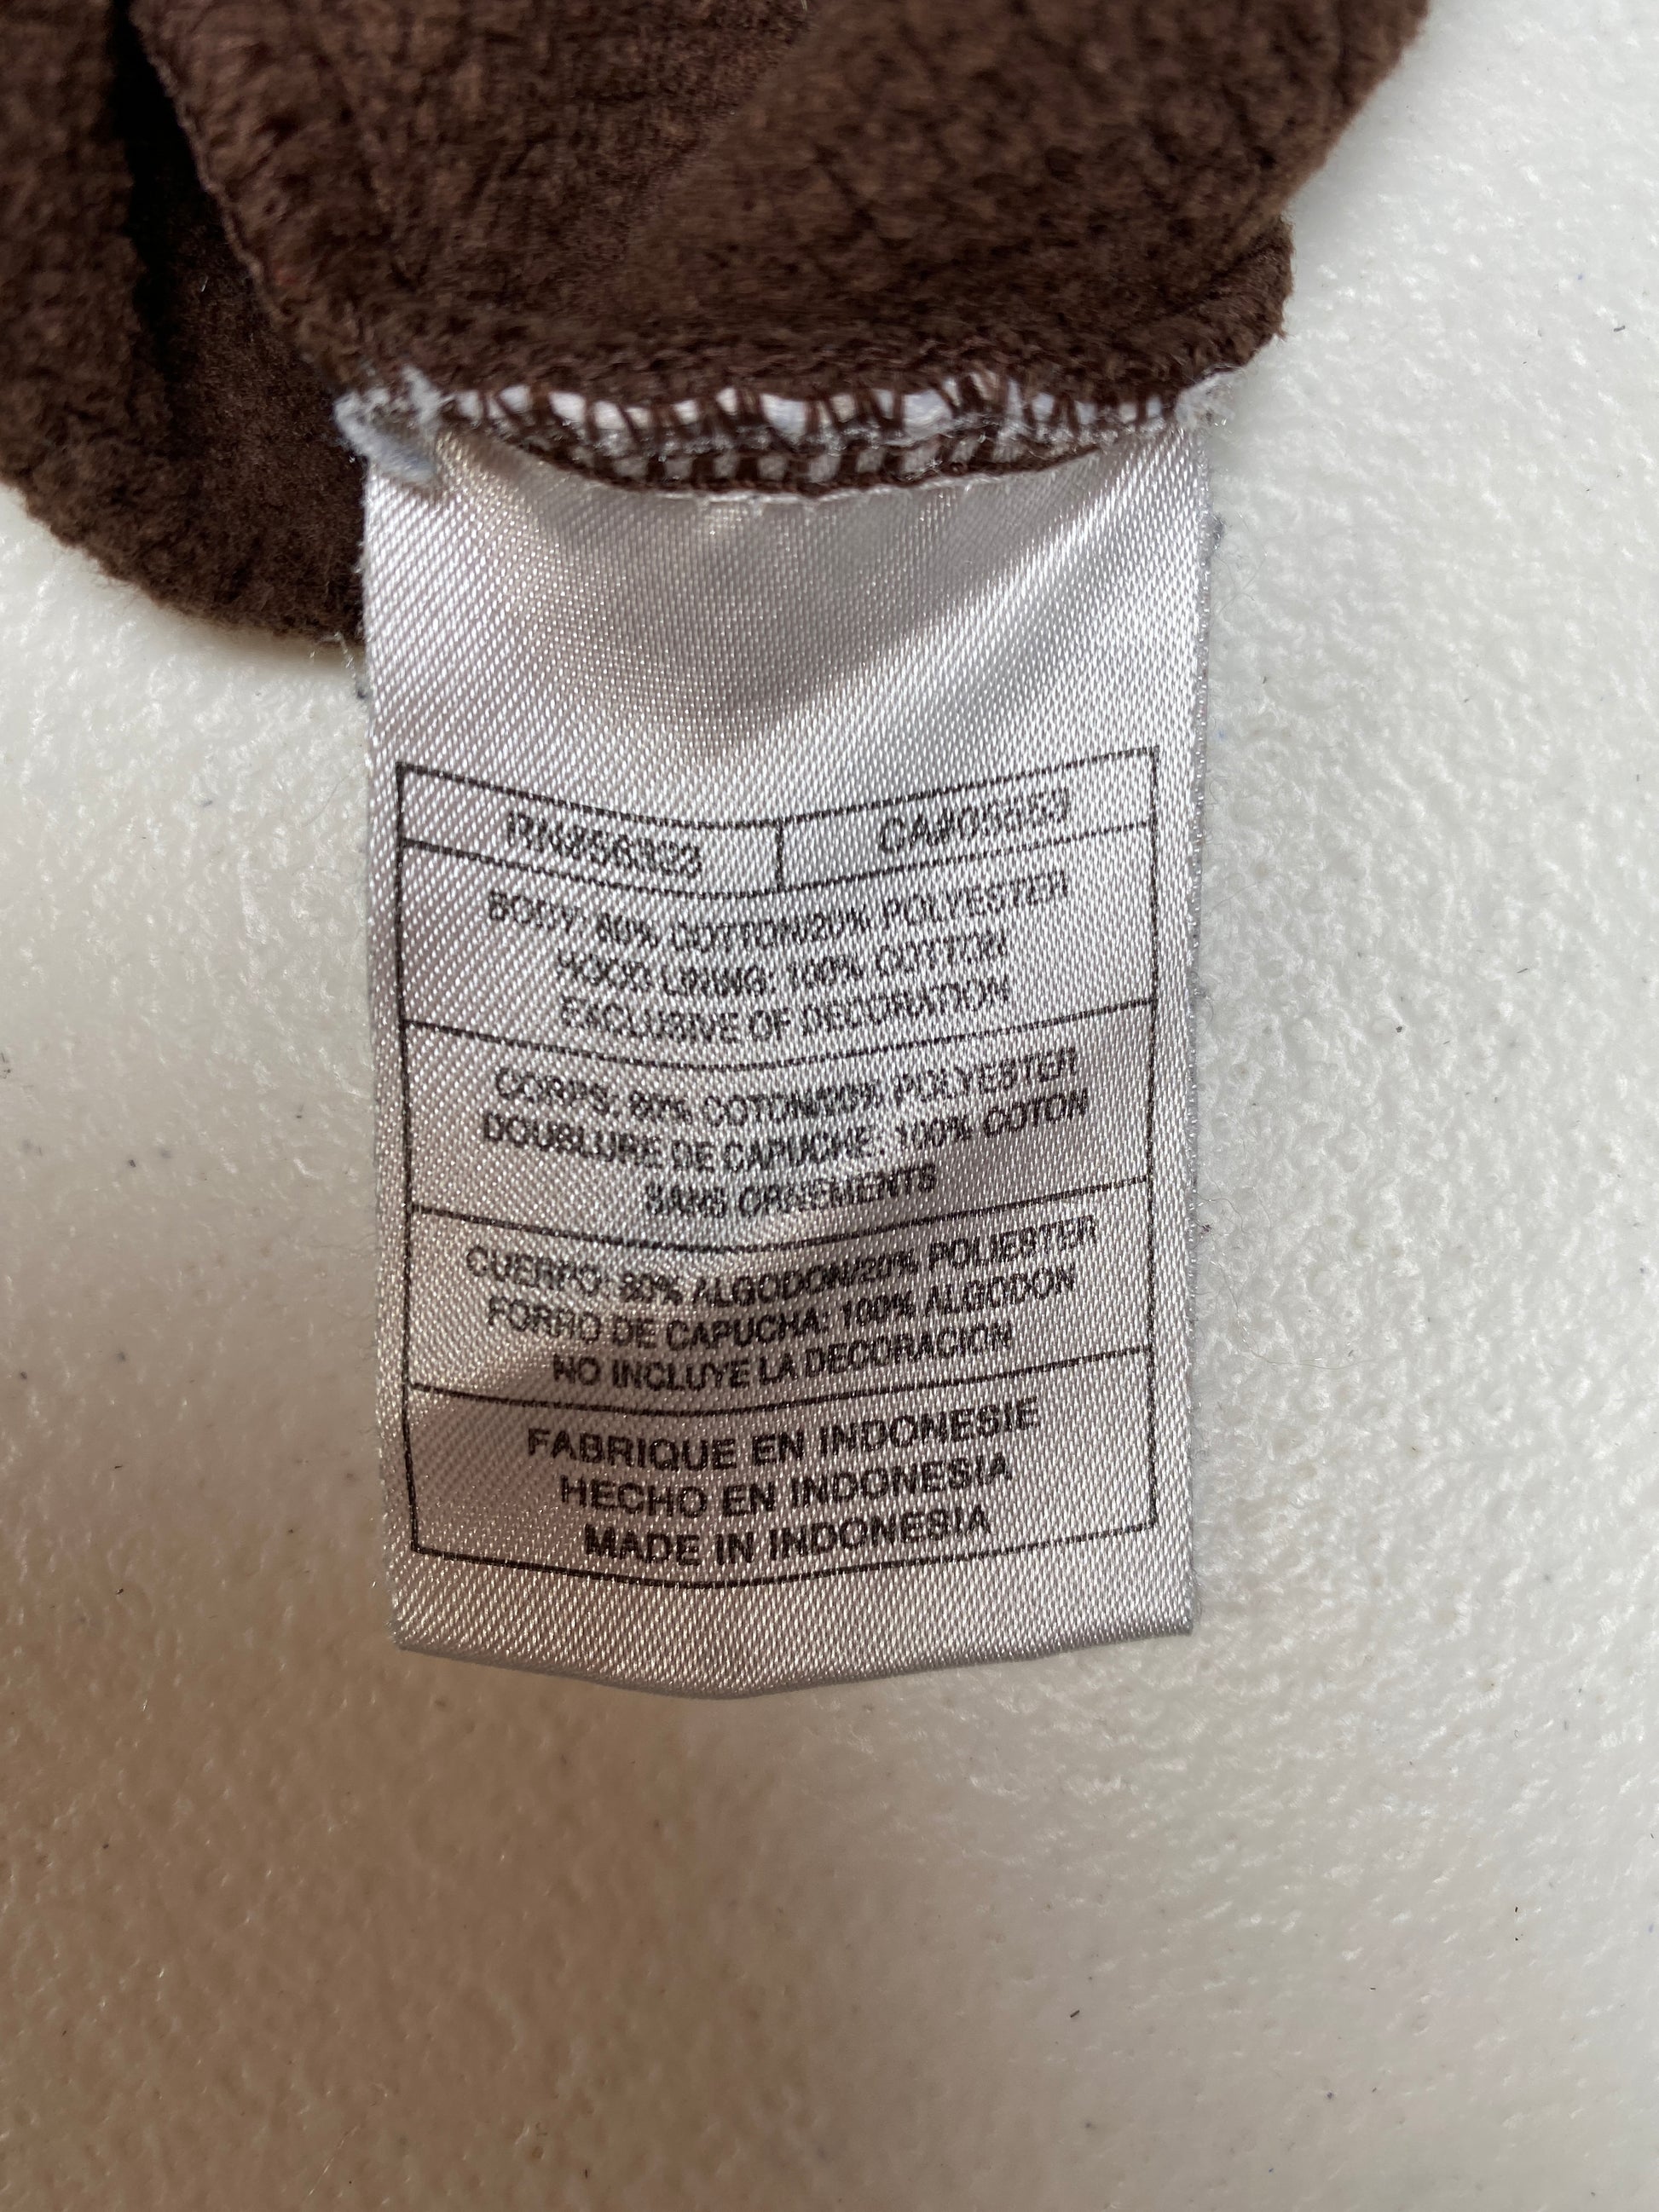 RN#56323 CA#05553
BODY: 80% COTTON/20% POLYESTER
HOOD LINING: 100% COTTON
EXCLUSIVE OF DECORATION
CORPS: 80% COTON/20% POLYESTER
DOUBLURE DE CAPUCHE: 100% COTON
SANS ORNEMENTS
CUERPO: 80% ALGODON/20% POLIESTER
FORRO DE CAPUCHA: 100% ALGODON
NO INCLUYE LA DECORACION
FABRIQUE EN INDONESIE
HECHO EN INDONESIA
MADE IN INDONESIA